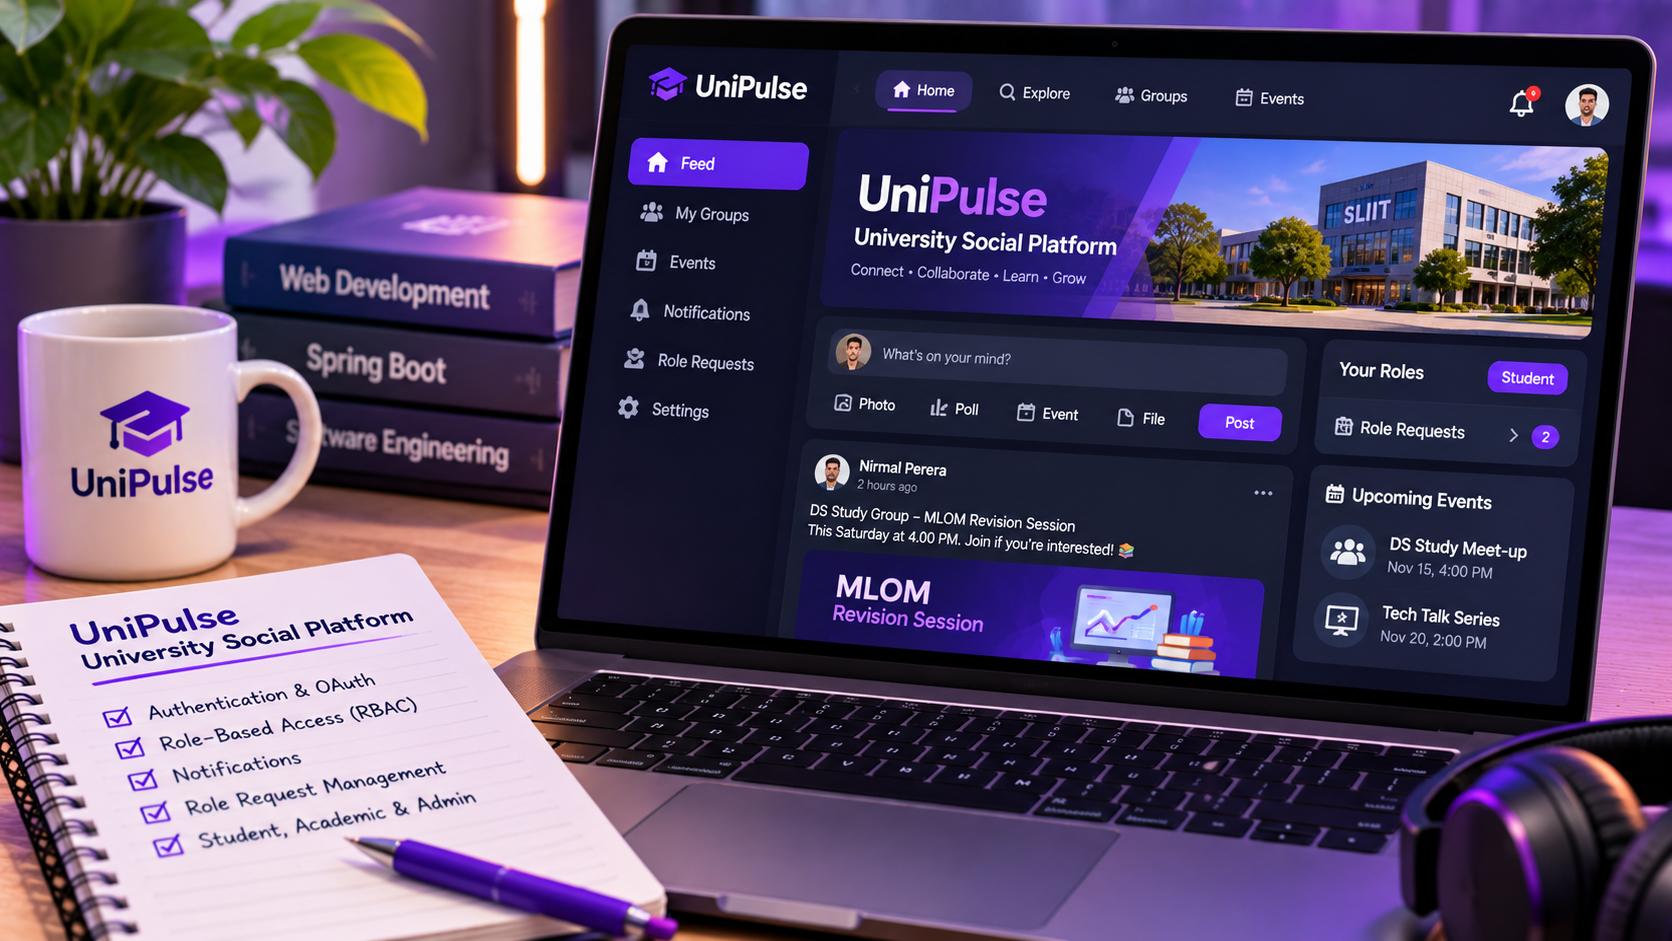 UniPulse
Home
Explore
Groups
Events
Feed
My Groups
Events
Notifications
Role Requests
Settings
UniPulse
University Social Platform
Connect • Collaborate • Learn • Grow
SLIIT
What's on your mind?
Photo
Poll
Event
File
Post
Your Roles
Student
Role Requests
2
Nirmal Perera
2 hours ago
DS Study Group – MLOM Revision Session
This Saturday at 4.00 PM. Join if you're interested!
MLOM
Revision Session
Upcoming Events
DS Study Meet-up
Nov 15, 4:00 PM
Tech Talk Series
Nov 20, 2:00 PM
Web Development
Spring Boot
Software Engineering
UniPulse
UniPulse
University Social Platform
Authentication & OAuth
Role-Based Access (RBAC)
Notifications
Role Request Management
Student, Academic & Admin